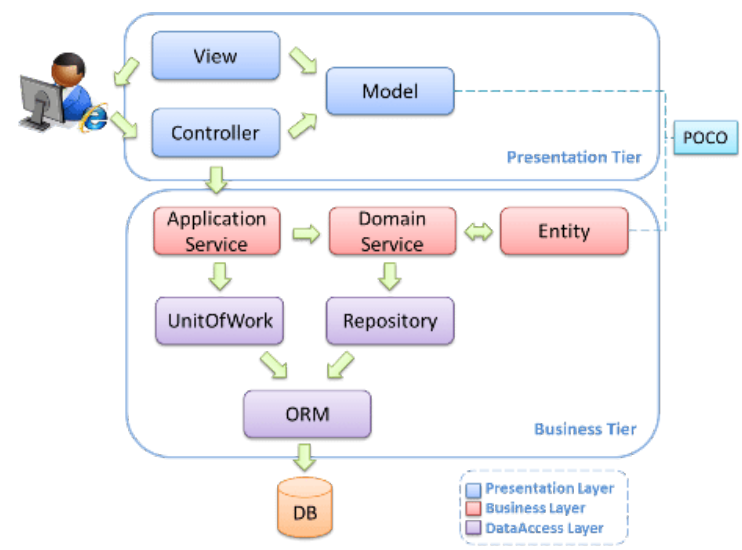 View
Model
Controller
POCO
Presentation Tier
Application
Service
Domain
Service
Entity
UnitOfWork
Repository
ORM
Business Tier
DB
Presentation Layer
Business Layer
DataAccess Layer